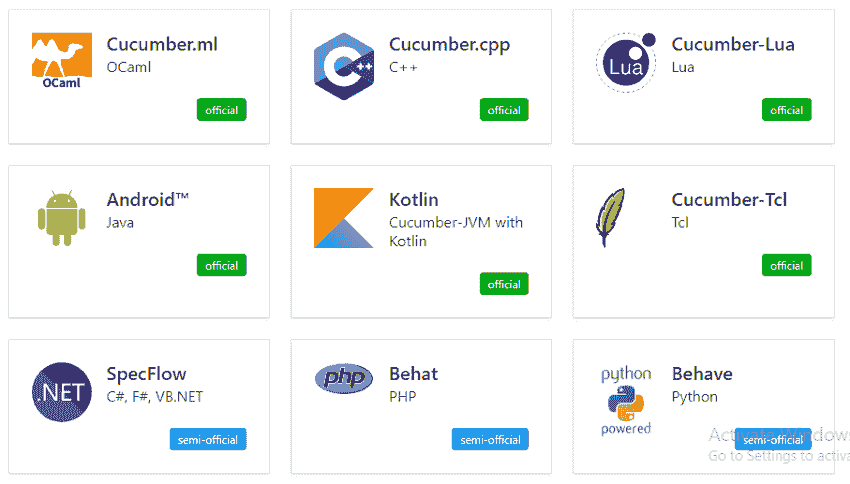 Cucumber.ml
OCaml
OCaml
official
Cucumber.cpp
C++
C++
official
Cucumber-Lua
Lua
Lua
official
Android™
Java
official
Kotlin
Cucumber-JVM with
Kotlin
official
Cucumber-Tcl
Tcl
official
SpecFlow
.NET
C#, F#, VB.NET
semi-official
Behat
php
PHP
semi-official
python
Behave
Python
powered
semi-official
Activate Windows
Go to Settings to activa